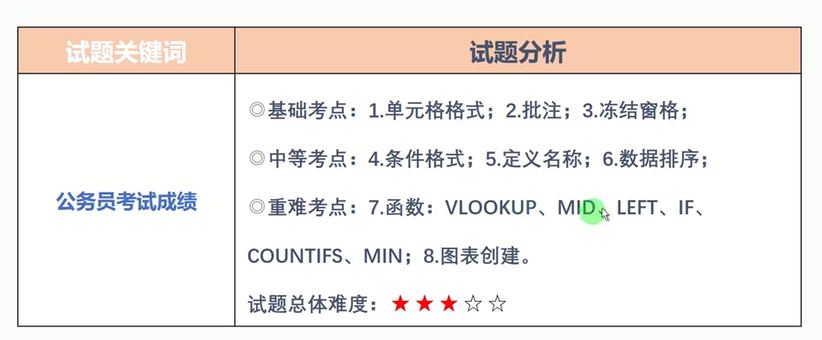 试题关键词
试题分析
公务员考试成绩
◎基础考点：1.单元格格式；2.批注；3.冻结窗格；
◎中等考点：4.条件格式；5.定义名称；6.数据排序；
◎重难考点：7.函数：VLOOKUP、MID、LEFT、IF、
COUNTIFS、MIN；8.图表创建。
试题总体难度：★★★☆☆